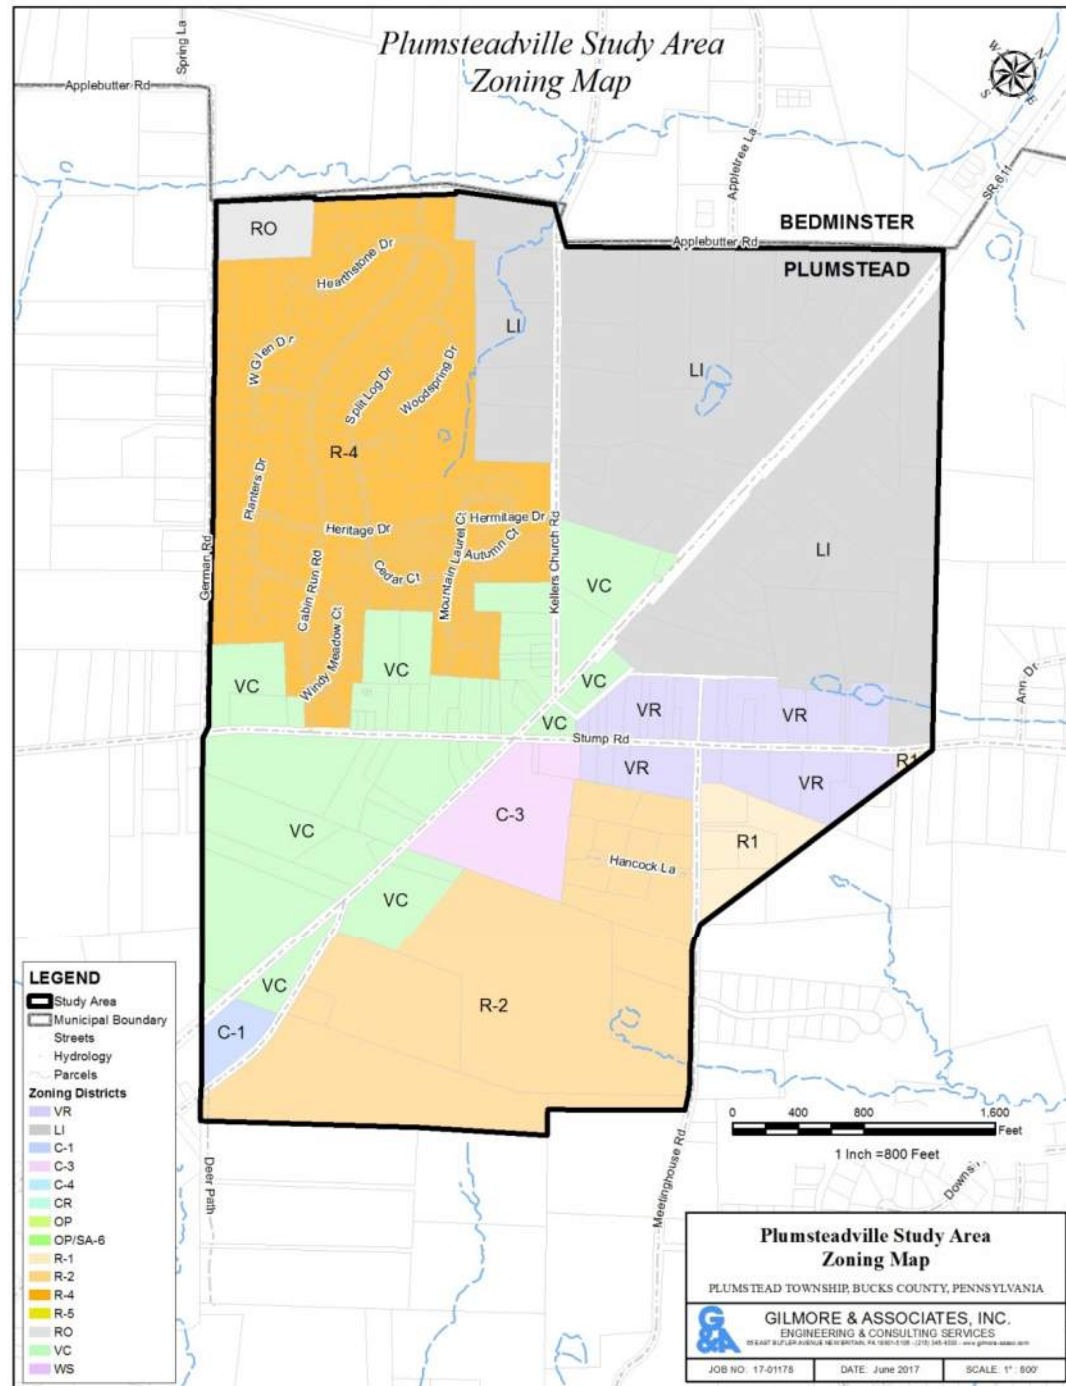 Plumsteadville Study Area
Zoning Map
N
W
E
S
Spring La
Applebutter Rd
Appletree La
SR 611
BEDMINSTER
Applebutter Rd
PLUMSTEAD
RO
Hearthstone Dr
LI
W Glen Dr
Split Log Dr
Woodspring Dr
LI
R-4
Planters Dr
Heritage Dr
Mountain Laurel Ct
Hermitage Dr
Autumn Ct
Kellers Church Rd
German Rd
Cabin Run Rd
Cedar Ct
LI
VC
Windy Meadow Ct
VC
VC
VC
VC
VR
VR
Ann Dr
Stump Rd
VR
VR
R1
VC
C-3
R1
Hancock La
VC
VC
R-2
C-1
LEGEND
Study Area
Municipal Boundary
Streets
Hydrology
Parcels
Zoning Districts
VR
LI
C-1
C-3
C-4
CR
OP
OP/SA-6
R-1
R-2
R-4
R-5
RO
VC
WS
0 400 800 1,600
Feet
1 Inch =800 Feet
Deer Path
Meetinghouse Rd
Plumsteadville Study Area
Zoning Map
PLUMSTEAD TOWNSHIP, BUCKS COUNTY, PENNSYLVANIA
G&A
GILMORE & ASSOCIATES, INC.
ENGINEERING & CONSULTING SERVICES
JOB NO: 17-01178
DATE: June 2017
SCALE: 1" : 800'